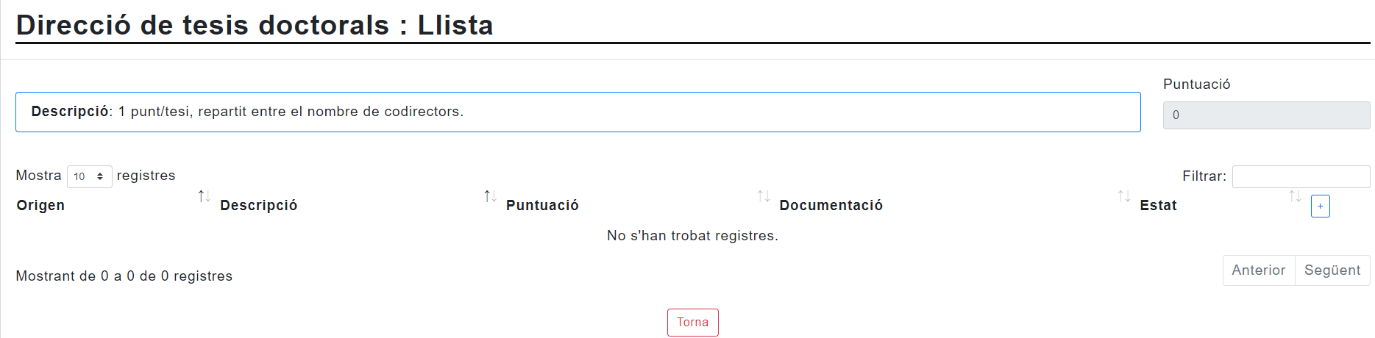 Direcció de tesis doctorals : Llista
Puntuació
Descripció: 1 punt/tesi, repartit entre el nombre de codirectors.
0
Mostra 10 registres
Filtrar:
Origen Descripció Puntuació Documentació Estat +
No s'han trobat registres.
Mostrant de 0 a 0 de 0 registres
Anterior Següent
Torna